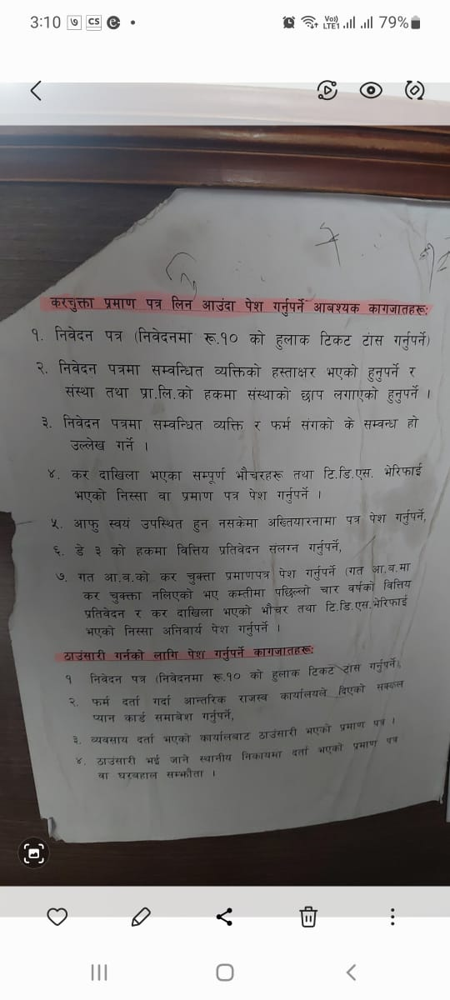 3:10
CS
Vo))
LTE1
79%
करचुक्ता प्रमाण पत्र लिन आउंदा पेश गर्नुपर्ने आबश्यक कागजातहरू:
१. निवेदन पत्र (निवेदनमा रू.१० को हुलाक टिकट टांस गर्नुपर्ने)
२. निवेदन पत्रमा सम्वन्धित व्यक्तिको हस्ताक्षर भएको हुनुपर्ने र
संस्था तथा प्रा.लि.को हकमा संस्थाको छाप लगाएको हुनुपर्ने ।
३. निवेदन पत्रमा सम्वन्धित व्यक्ति र फर्म संगको के सम्वन्ध हो
उल्लेख गर्ने ।
४. कर दाखिला भएका सम्पूर्ण भौचरहरू तथा टि.डि.एस. भेरिफाई
भएको निस्सा वा प्रमाण पत्र पेश गर्नुपर्ने ।
५. आफु स्वयं उपस्थित हुन नसकेमा अख्तियारनामा पत्र पेश गर्नुपर्ने,
६. डे ३ को हकमा वित्तिय प्रतिवेदन संलग्न गर्नुपर्ने,
७. गत आ.ब.को कर चुक्ता प्रमाणपत्र पेश गर्नुपर्ने (गत आ.ब.मा
कर चुक्ता नलिएको भए कम्तीमा पछिल्लो चार वर्षको वित्तिय
प्रतिवेदन र कर दाखिला भएको भौचर तथा टि.डि.एस.भेरिफाई
भएको निस्सा अनिवार्य पेश गर्नुपर्ने ।
ठाउंसारी गर्नको लागि पेश गर्नुपर्ने कागजातहरू:
१ निवेदन पत्र (निवेदनमा रू.१० को हुलाक टिकट टांस गर्नुपर्ने),
२. फर्म दर्ता गर्दा आन्तरिक राजस्व कार्यालयले दिएको सक्कल
प्यान कार्ड समाबेश गर्नुपर्ने,
३. व्यवसाय दर्ता भएको कार्यालबाट ठाउंसारी भएको प्रमाण पत्र ।
४. ठाउंसारी भई जाने स्थानीय निकायमा दर्ता भएको प्रमाण पत्र
वा घरबहाल सम्झौता ।